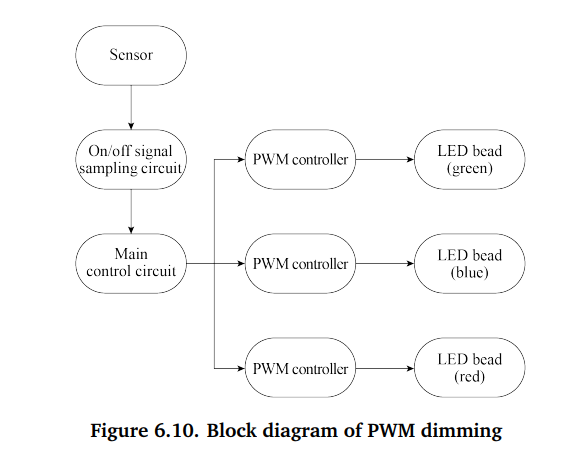 Sensor
On/off signal
sampling circuit
Main
control circuit
PWM controller
LED bead
(green)
PWM controller
LED bead
(blue)
PWM controller
LED bead
(red)
Figure 6.10. Block diagram of PWM dimming